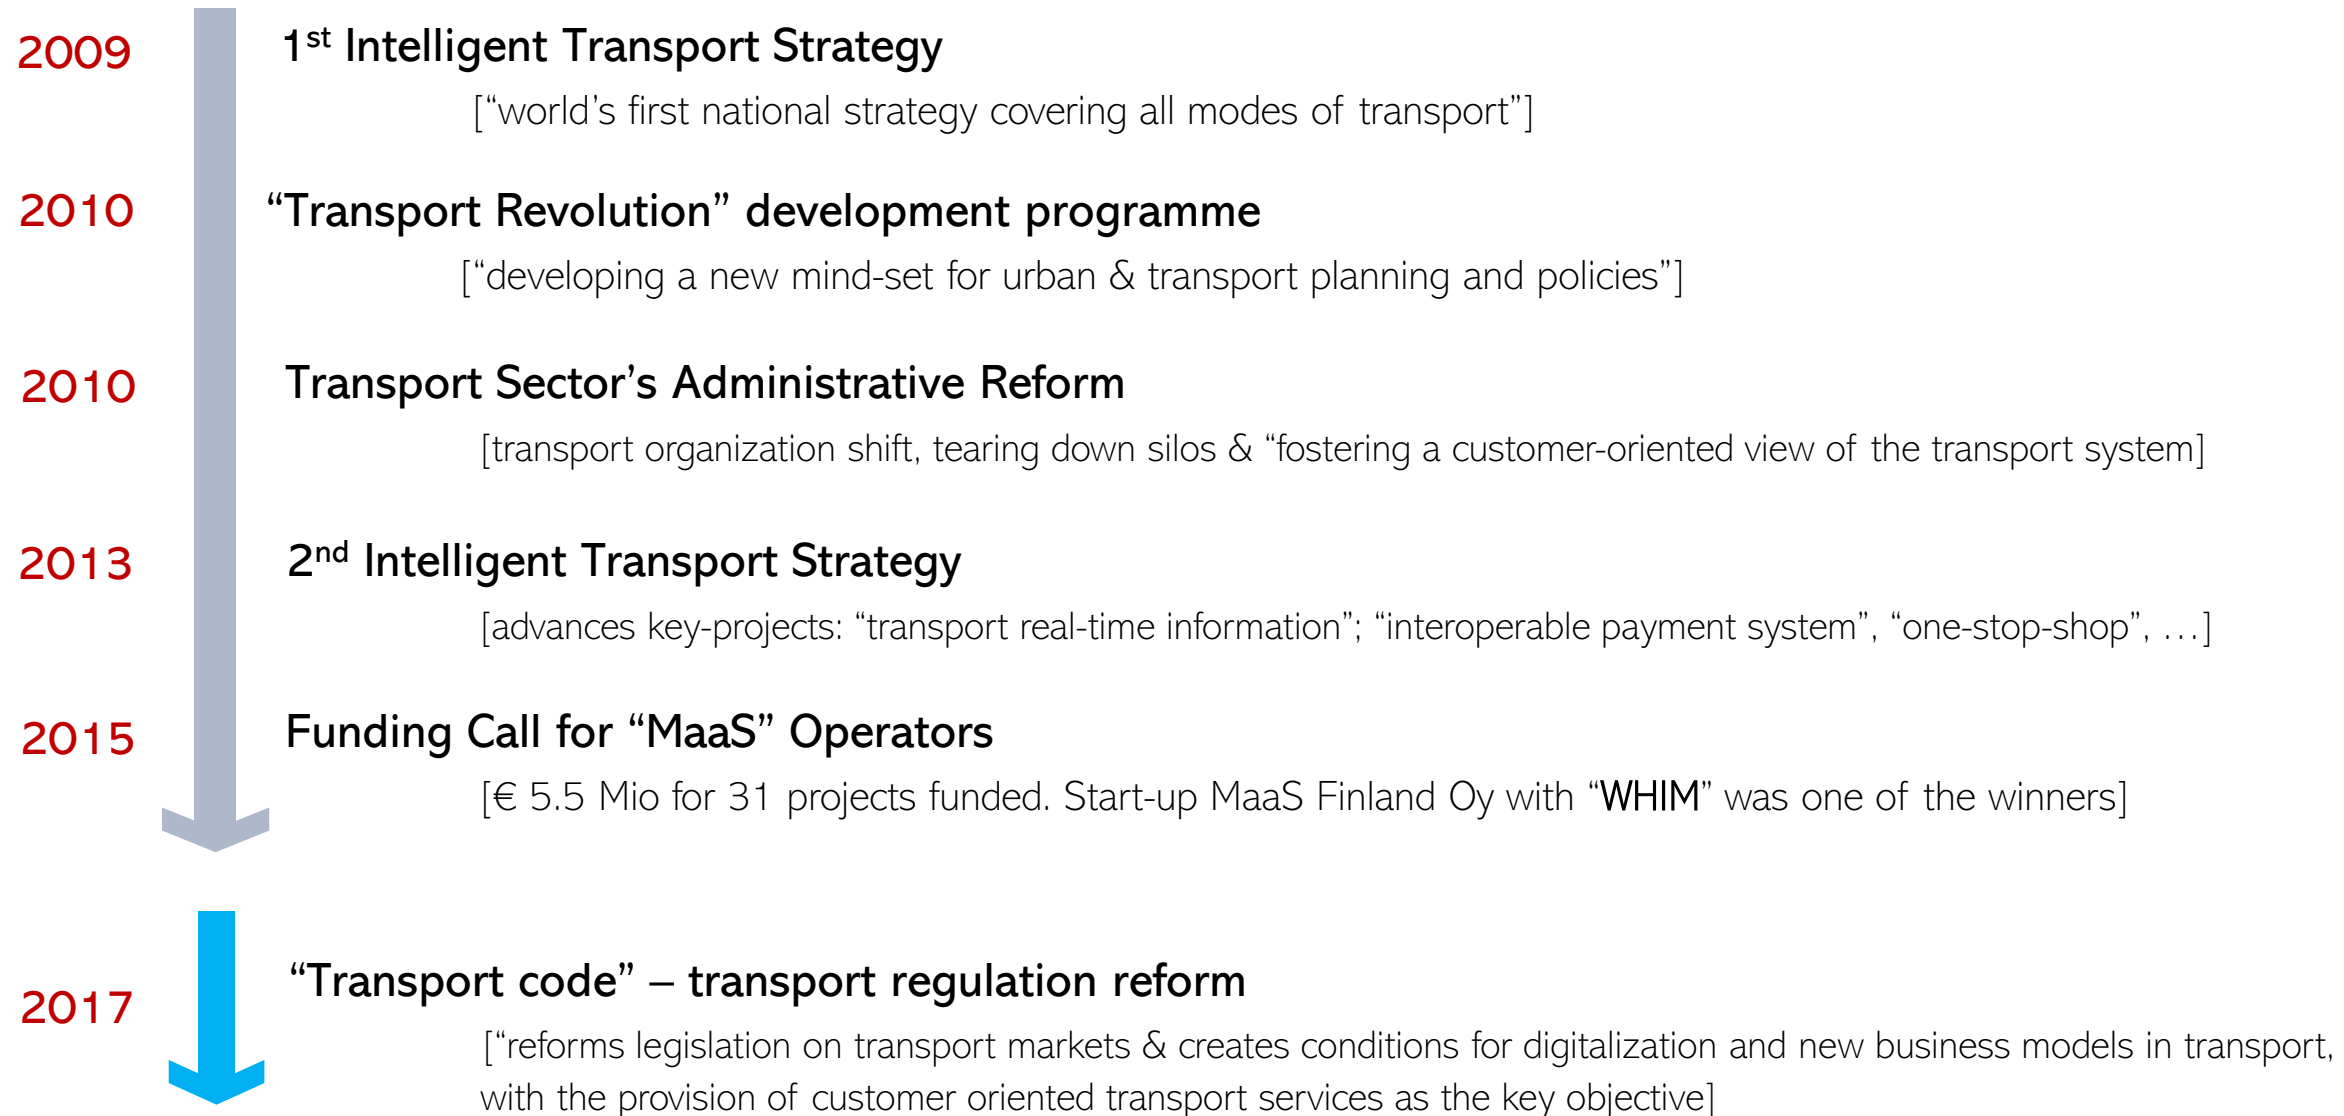 2009 1st Intelligent Transport Strategy
[“world’s first national strategy covering all modes of transport”]
2010 “Transport Revolution” development programme
[“developing a new mind-set for urban & transport planning and policies”]
2010 Transport Sector’s Administrative Reform
[transport organization shift, tearing down silos & “fostering a customer-oriented view of the transport system]
2013 2nd Intelligent Transport Strategy
[advances key-projects: “transport real-time information”; “interoperable payment system”, “one-stop-shop”, …]
2015 Funding Call for “MaaS” Operators
[€ 5.5 Mio for 31 projects funded. Start-up MaaS Finland Oy with “WHIM” was one of the winners]
2017 “Transport code” – transport regulation reform
[“reforms legislation on transport markets & creates conditions for digitalization and new business models in transport,
with the provision of customer oriented transport services as the key objective]